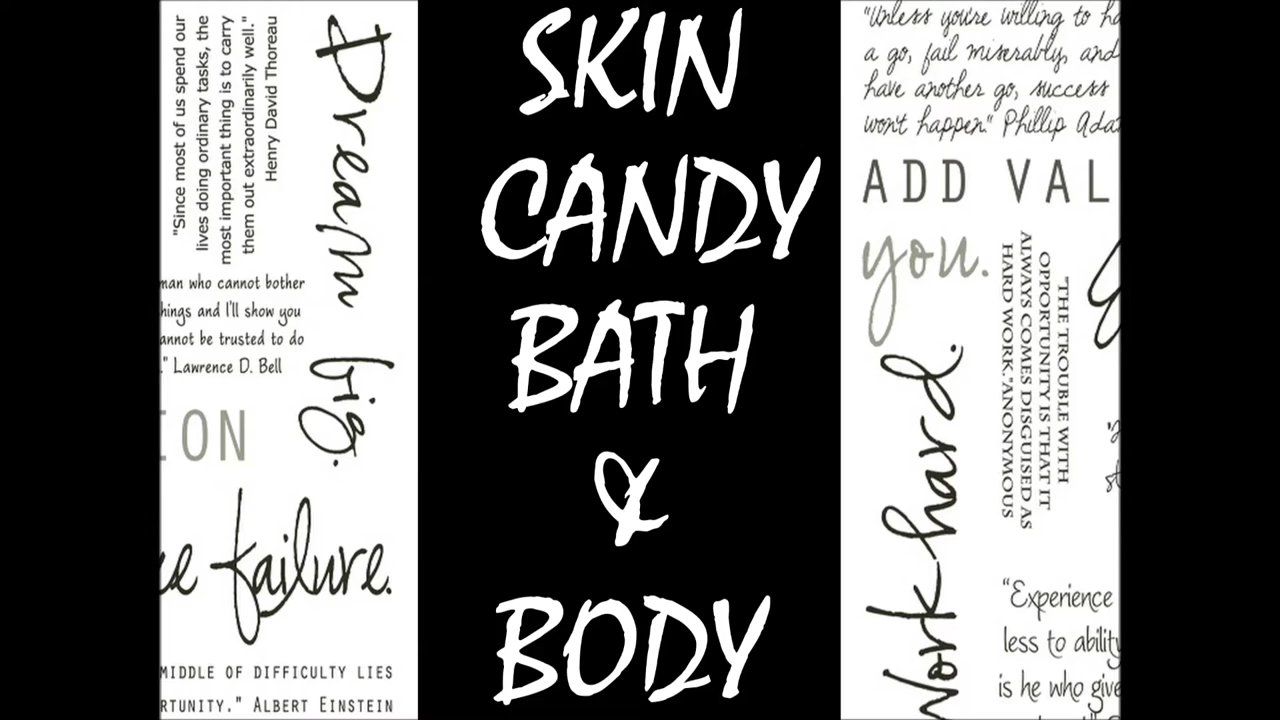 "Since most of us spend our
lives doing ordinary tasks, the
most important thing is to carry
them out extraordinarily well."
Henry David Thoreau
Dream big.
man who cannot bother
hings and I'll show you
annot be trusted to do
." Lawrence D. Bell
ION
failure.
MIDDLE OF DIFFICULTY LIES
RTUNITY." ALBERT EINSTEIN
SKIN
CANDY
BATH
&
BODY
"Unless you're willing to ha
a go, fail miserably, and
have another go, success
won't happen." Phillip Ada
ADD VAL
you.
"THE TROUBLE WITH
OPPORTUNITY IS THAT IT
ALWAYS COMES DISGUISED AS
HARD WORK." ANONYMOUS
Work hard.
"Experience
less to ability
is he who give